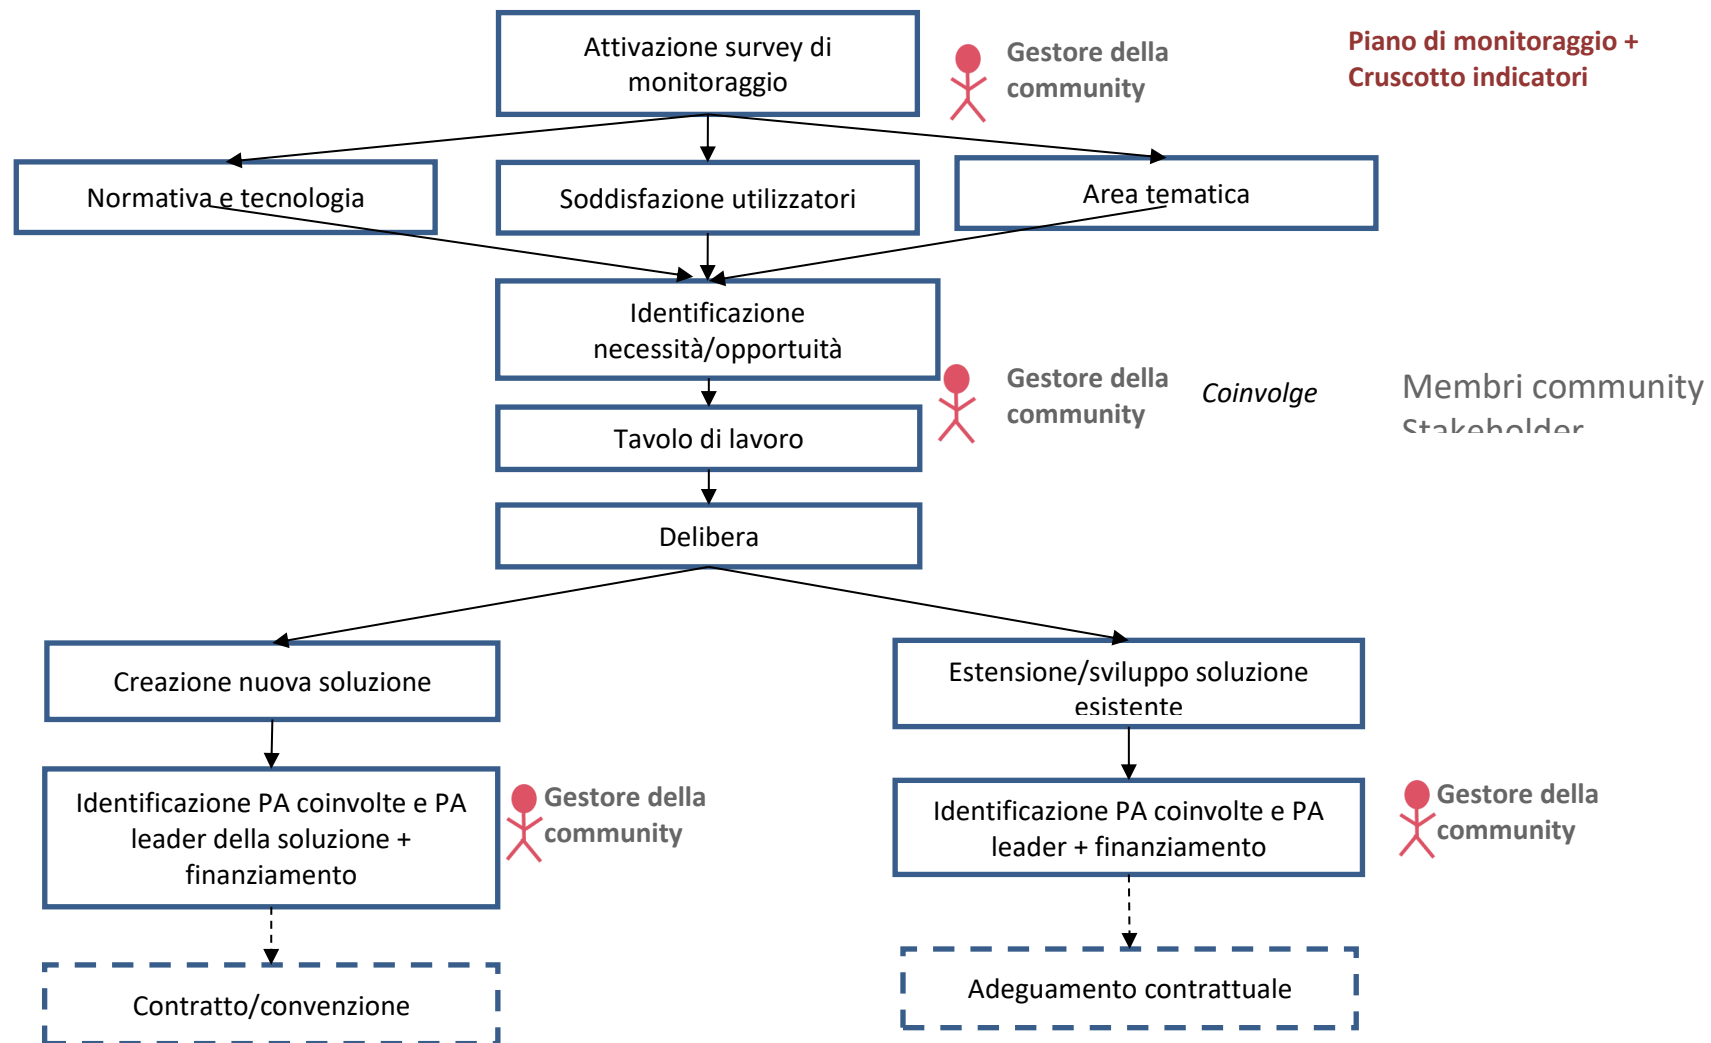 Attivazione survey di
monitoraggio
Gestore della
community
Piano di monitoraggio +
Cruscotto indicatori
Normativa e tecnologia
Soddisfazione utilizzatori
Area tematica
Identificazione
necessità/opportuità
Gestore della
community
Coinvolge
Membri community
Stakeholder
Tavolo di lavoro
Delibera
Creazione nuova soluzione
Estensione/sviluppo soluzione
esistente
Identificazione PA coinvolte e PA
leader della soluzione +
finanziamento
Gestore della
community
Identificazione PA coinvolte e PA
leader + finanziamento
Gestore della
community
Contratto/convenzione
Adeguamento contrattuale